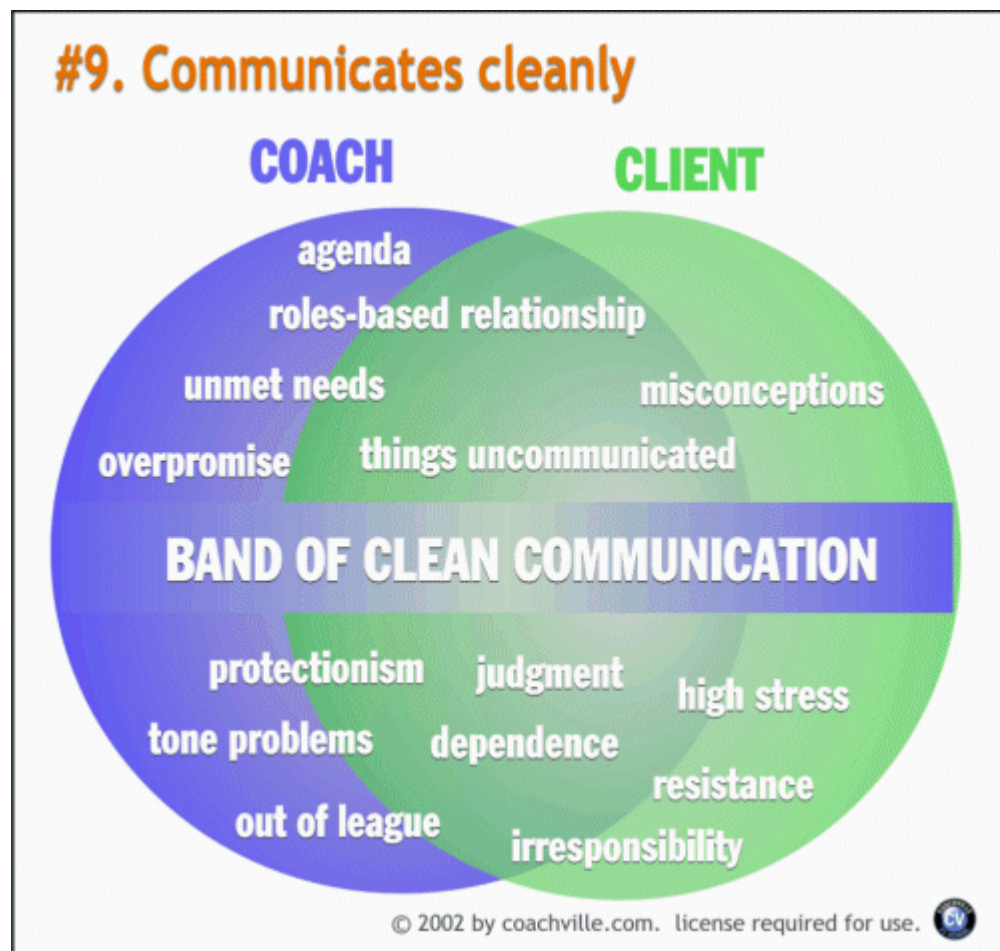 #9. Communicates cleanly
COACH
CLIENT
agenda
roles-based relationship
unmet needs
misconceptions
overpromise
things uncommunicated
BAND OF CLEAN COMMUNICATION
protectionism
judgment
high stress
tone problems
dependence
resistance
out of league
irresponsibility
© 2002 by coachville.com. license required for use.
CV